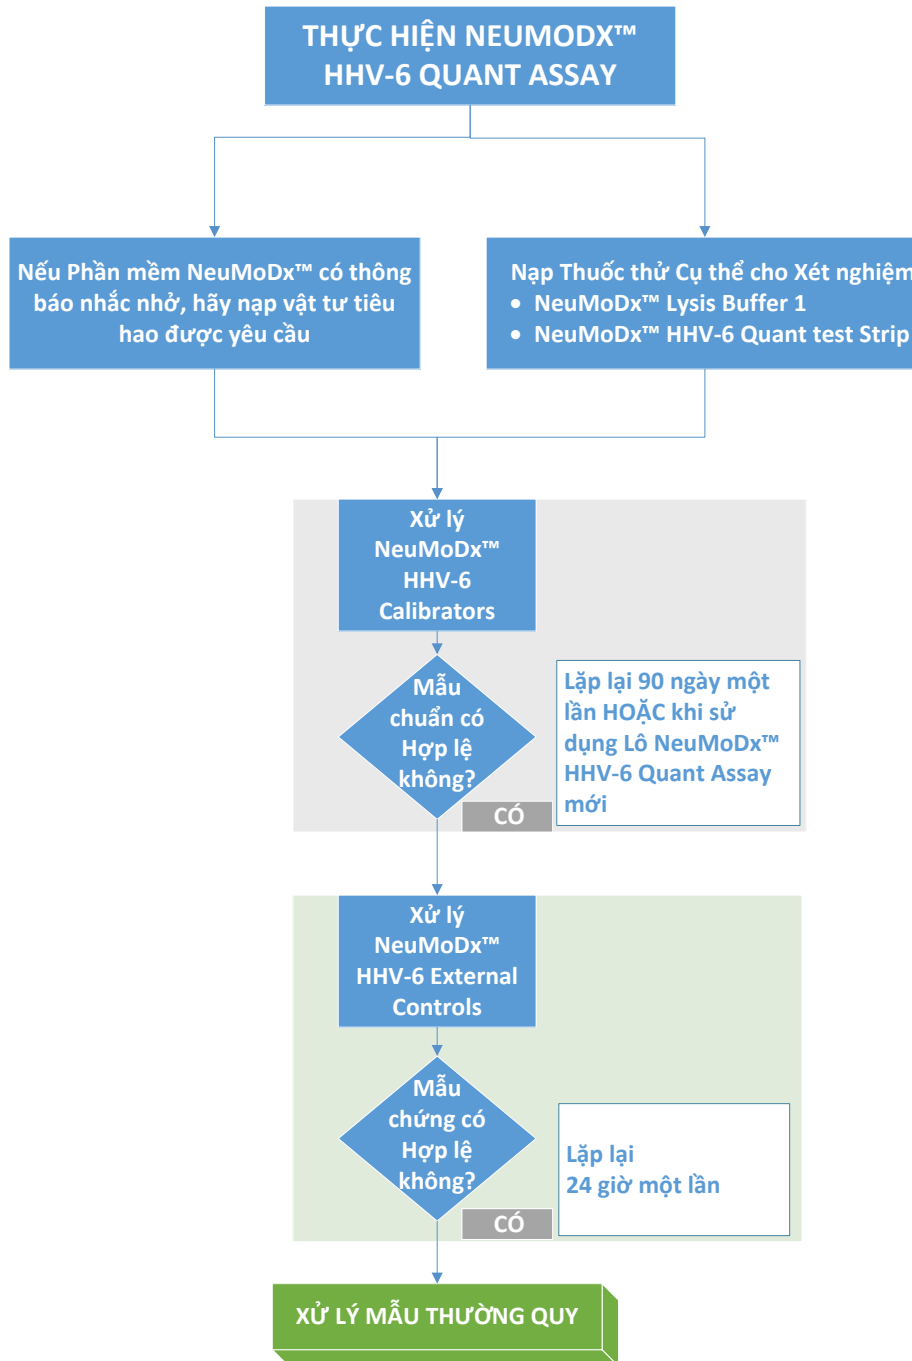 THỰC HIỆN NEUMODX™
HHV-6 QUANT ASSAY
Nếu Phần mềm NeuMoDx™ có thông
báo nhắc nhở, hãy nạp vật tư tiêu
hao được yêu cầu
Nạp Thuốc thử Cụ thể cho Xét nghiệm
• NeuMoDx™ Lysis Buffer 1
• NeuMoDx™ HHV-6 Quant test Strip
Xử lý
NeuMoDx™
HHV-6
Calibrators
Mẫu
chuẩn có
Hợp lệ
không?
Lặp lại 90 ngày một
lần HOẶC khi sử
dụng Lô NeuMoDx™
HHV-6 Quant Assay
mới
CÓ
Xử lý
NeuMoDx™
HHV-6 External
Controls
Mẫu
chứng có
Hợp lệ
không?
Lặp lại
24 giờ một lần
CÓ
XỬ LÝ MẪU THƯỜNG QUY